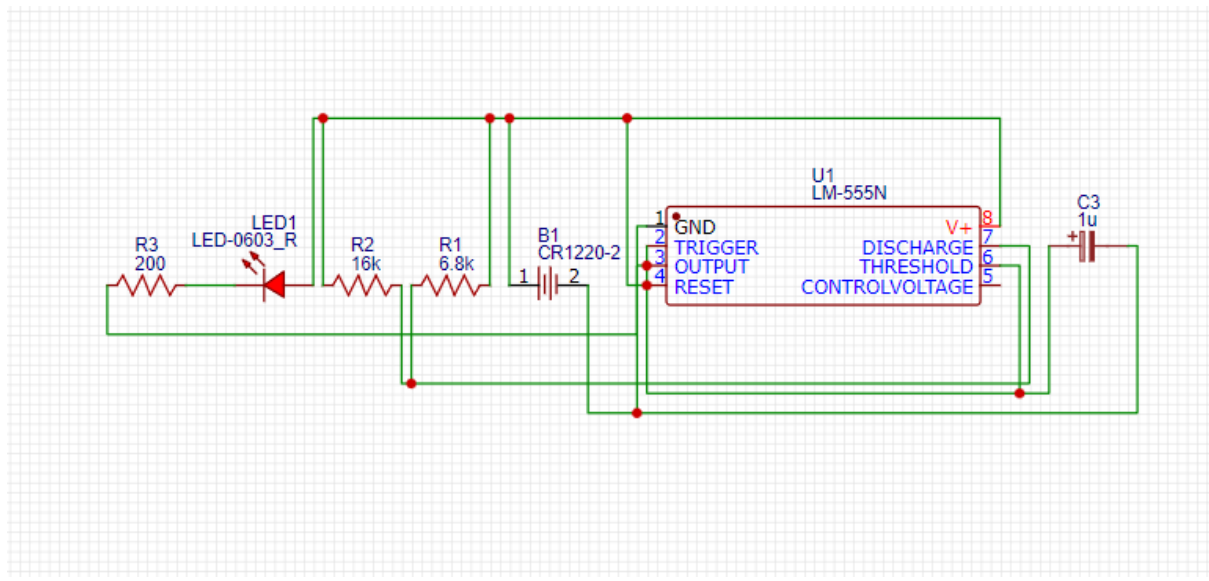 U1
LM-555N
C3
1u
+
LED1
LED-0603_R
R3
200
R2
16k
R1
6.8k
B1
CR1220-2
1 2
1 GND
2 TRIGGER
3 OUTPUT
4 RESET
V+ 8
DISCHARGE 7
THRESHOLD 6
CONTROLVOLTAGE 5